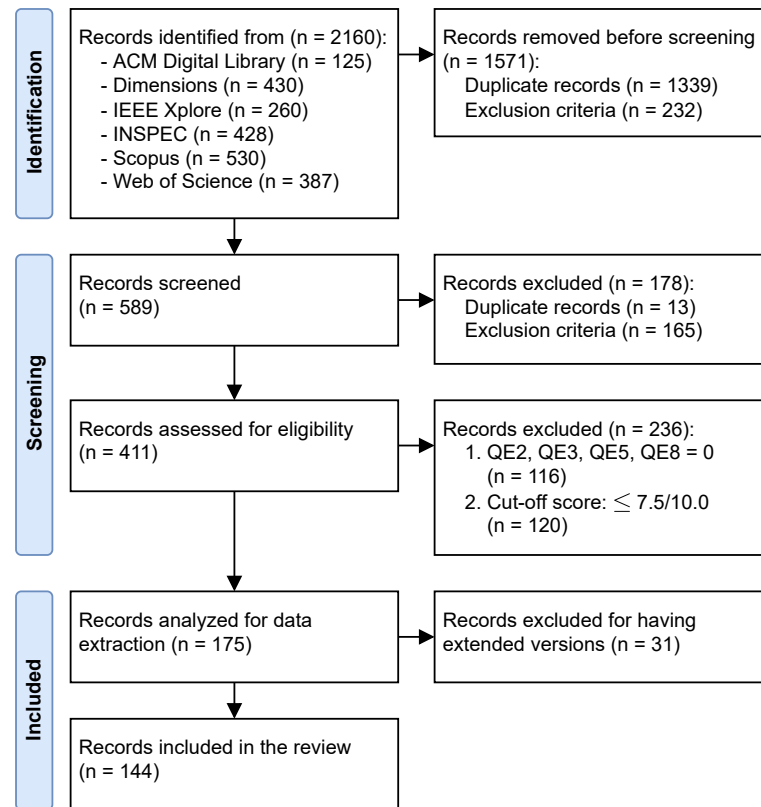 Identification
Records identified from (n = 2160):
- ACM Digital Library (n = 125)
- Dimensions (n = 430)
- IEEE Xplore (n = 260)
- INSPEC (n = 428)
- Scopus (n = 530)
- Web of Science (n = 387)
Records removed before screening
(n = 1571):
Duplicate records (n = 1339)
Exclusion criteria (n = 232)
Screening
Records screened
(n = 589)
Records excluded (n = 178):
Duplicate records (n = 13)
Exclusion criteria (n = 165)
Records assessed for eligibility
(n = 411)
Records excluded (n = 236):
1. QE2, QE3, QE5, QE8 = 0
(n = 116)
2. Cut-off score: ≤ 7.5/10.0
(n = 120)
Included
Records analyzed for data
extraction (n = 175)
Records excluded for having
extended versions (n = 31)
Records included in the review
(n = 144)